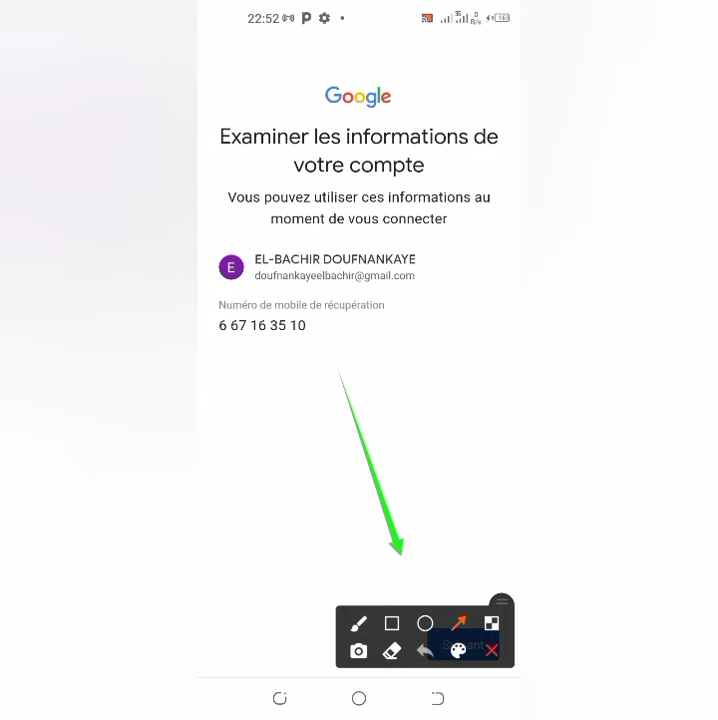 22:52
Google
Examiner les informations de
votre compte
Vous pouvez utiliser ces informations au
moment de vous connecter
E
EL-BACHIR DOUFNANKAYE
doufnankayeelbachir@gmail.com
Numéro de mobile de récupération
6 67 16 35 10